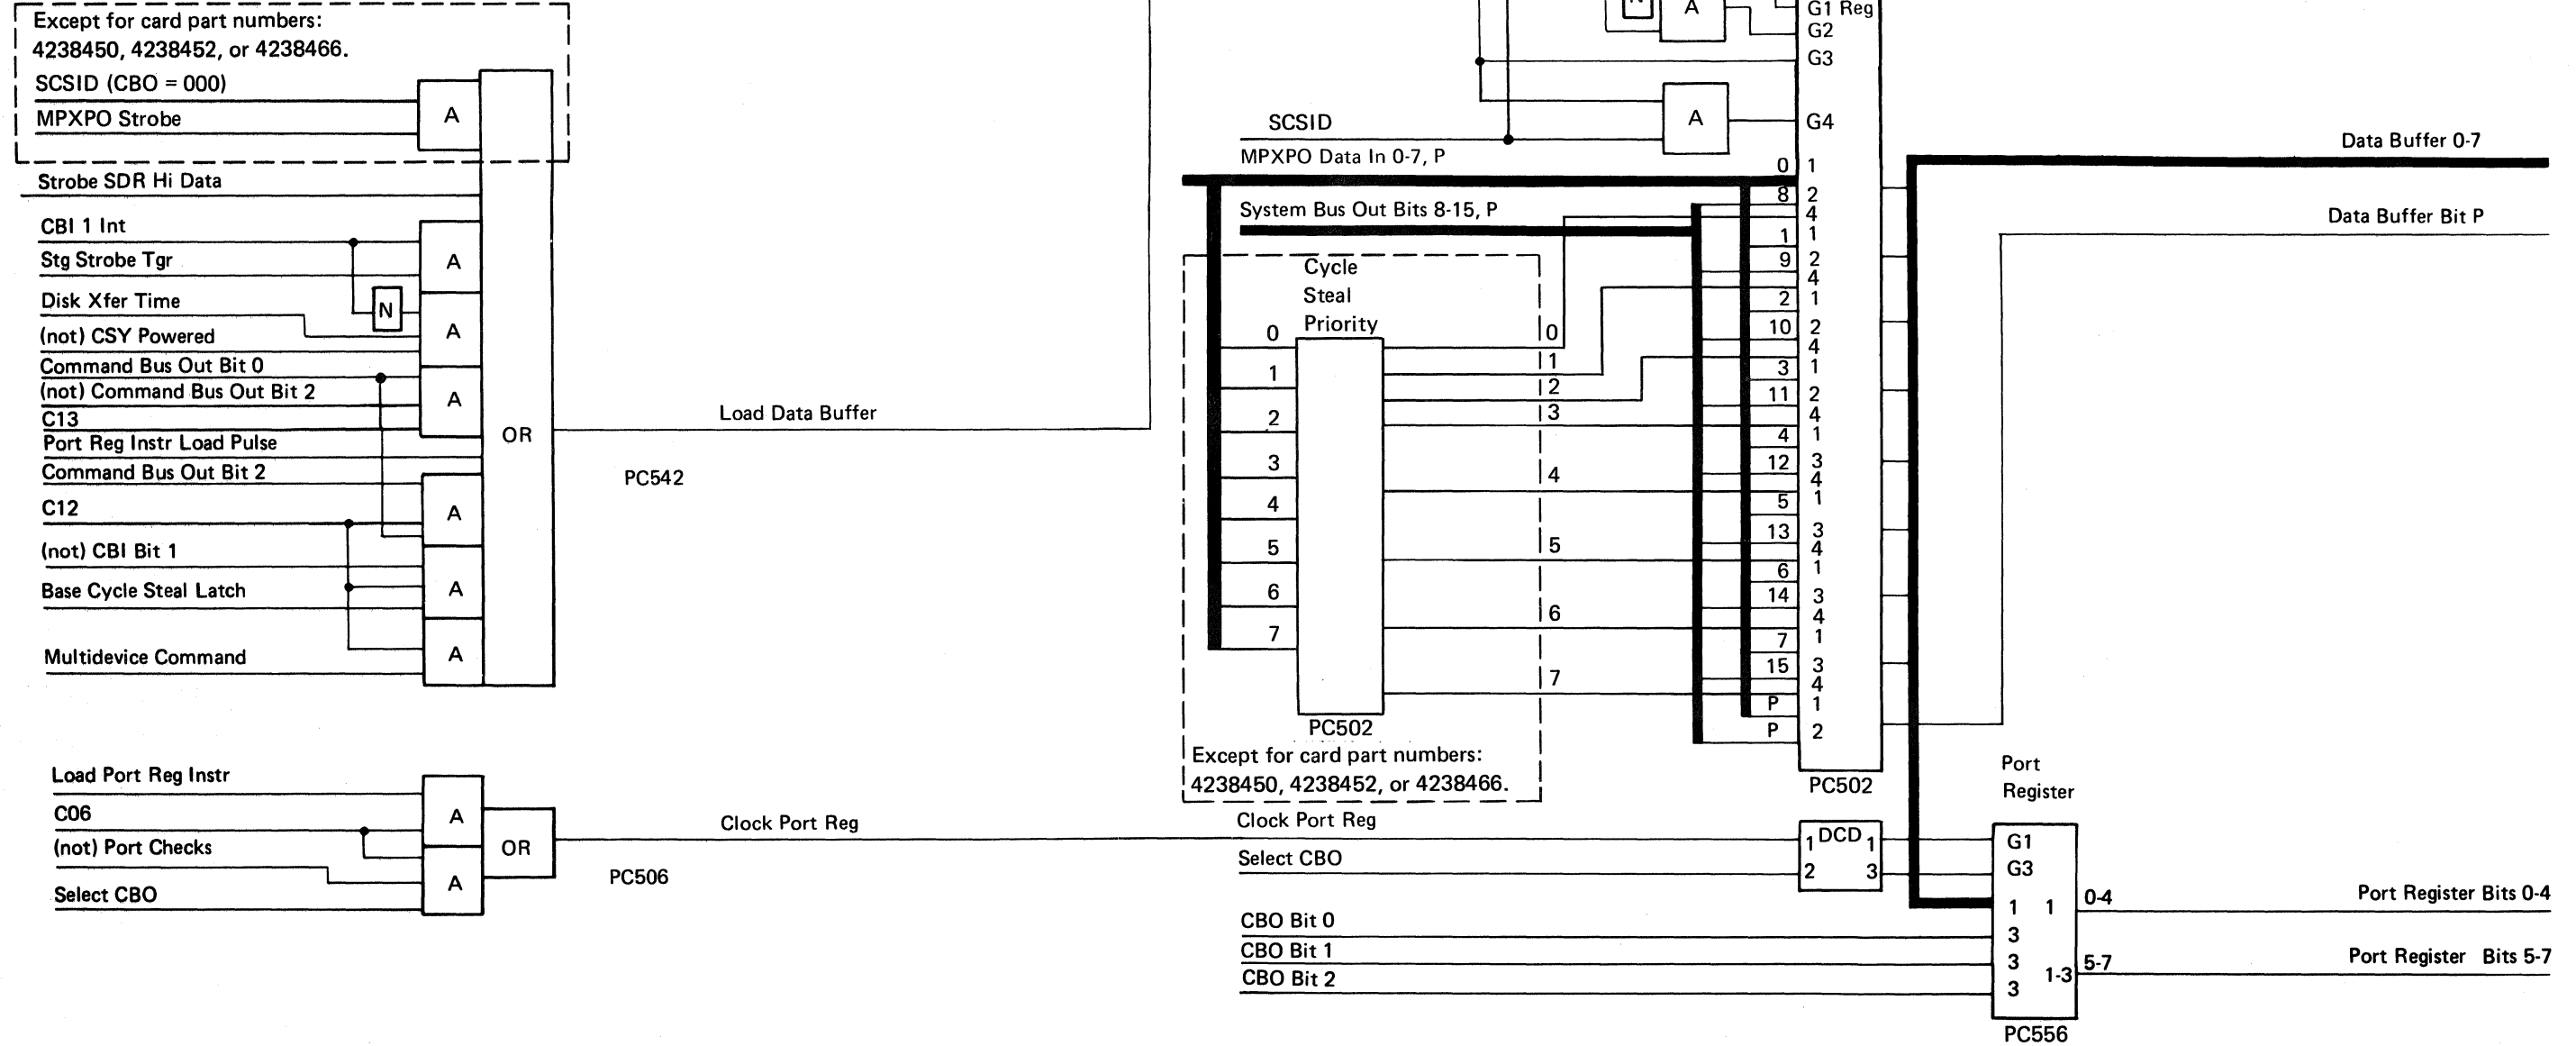 Except for card part numbers:
4238450, 4238452, or 4238466.
SCSID (CBO = 000)
MPXPO Strobe
A
Strobe SDR Hi Data
CBI 1 Int
Stg Strobe Tgr
A
Disk Xfer Time
N
(not) CSY Powered
A
Command Bus Out Bit 0
(not) Command Bus Out Bit 2
A
C13
Port Reg Instr Load Pulse
OR
Load Data Buffer
Command Bus Out Bit 2
PC542
C12
A
(not) CBI Bit 1
Base Cycle Steal Latch
A
Multidevice Command
A
Load Port Reg Instr
A
C06
(not) Port Checks
OR
Clock Port Reg
Select CBO
A
PC506
A
G1 Reg
G2
G3
SCSID
A
G4
MPXPO Data In 0-7, P
System Bus Out Bits 8-15, P
Cycle
Steal
Priority
0
1
2
3
4
5
6
7
PC502
0
1
2
3
4
5
6
7
Except for card part numbers:
4238450, 4238452, or 4238466.
0 1
8 2
4
1 1
9 2
4
2 1
10 2
4
3 1
11 2
4
4 1
12 3
4
5 1
13 3
4
6 1
14 3
4
7 1
15 3
4
P 1
P 2
PC502
Data Buffer 0-7
Data Buffer Bit P
Port
Register
Clock Port Reg
Select CBO
1 DCD 1
2 3
G1
G3
CBO Bit 0
CBO Bit 1
CBO Bit 2
1 1
3
3
3
1-3
0-4
Port Register Bits 0-4
5-7
Port Register Bits 5-7
PC556